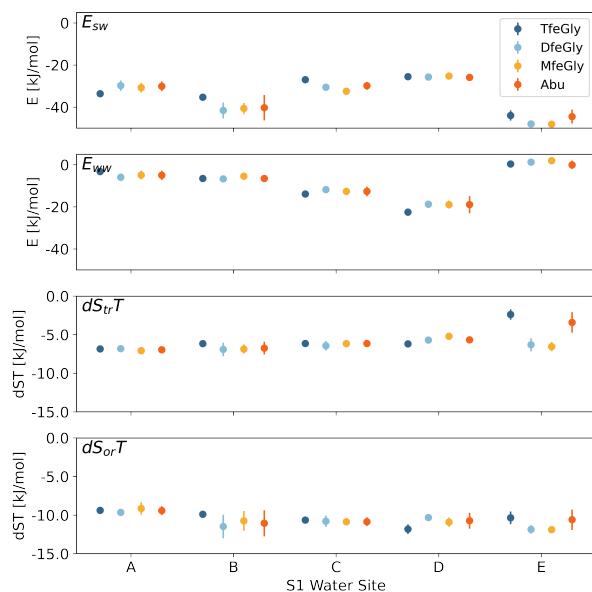 E_sw
0
-20
-40
E [kJ/mol]
TfeGly
DfeGly
MfeGly
Abu
E_ww
0
-20
-40
E [kJ/mol]
dS_trT
0.0
-5.0
-10.0
-15.0
dST [kJ/mol]
dS_orT
0.0
-5.0
-10.0
-15.0
dST [kJ/mol]
A B C D E
S1 Water Site